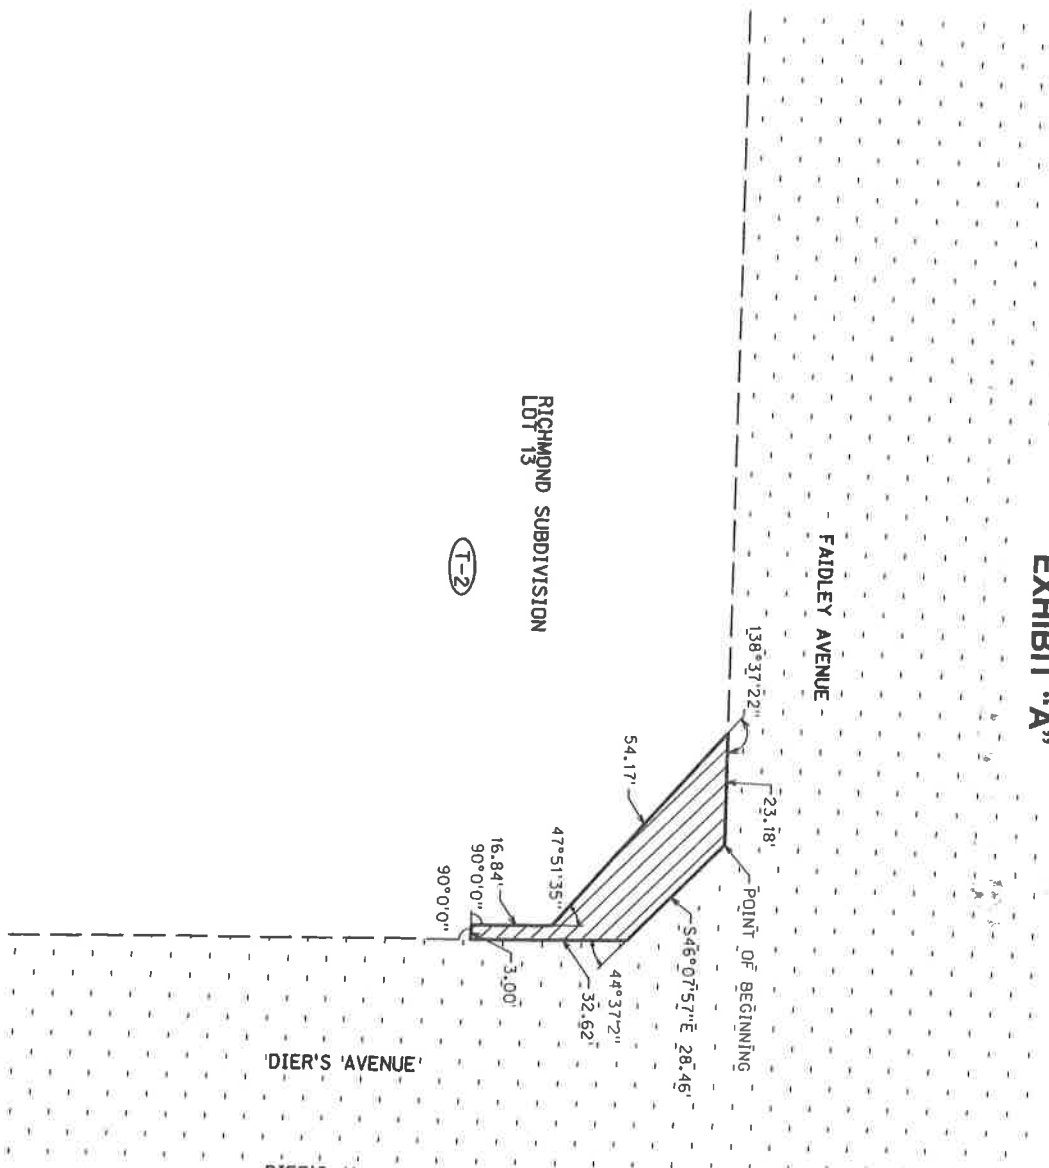 EXHIBIT "A"
FAIDLEY AVENUE
138°37'22"
23.18'
POINT OF BEGINNING
54.17'
S46°07'57"E 28.46'
RICHMOND SUBDIVISION
LOT 13
T-2
47°51'35"
16.84'
90°0'0"
90°0'0"
3.00'
32.62'
44°37'2"
DIER'S AVENUE